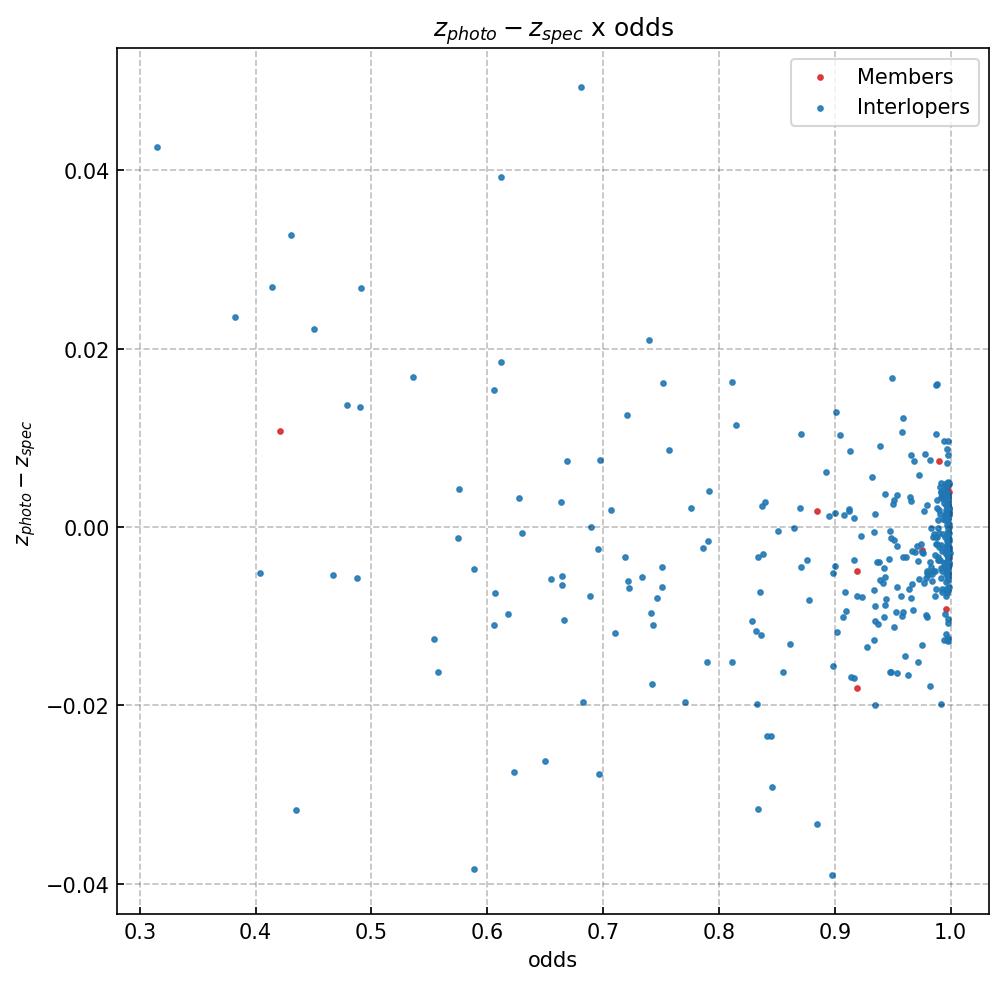 z_photo − z_spec x odds
Members
Interlopers
z_photo − z_spec
0.04
0.02
0.00
−0.02
−0.04
0.3 0.4 0.5 0.6 0.7 0.8 0.9 1.0
odds